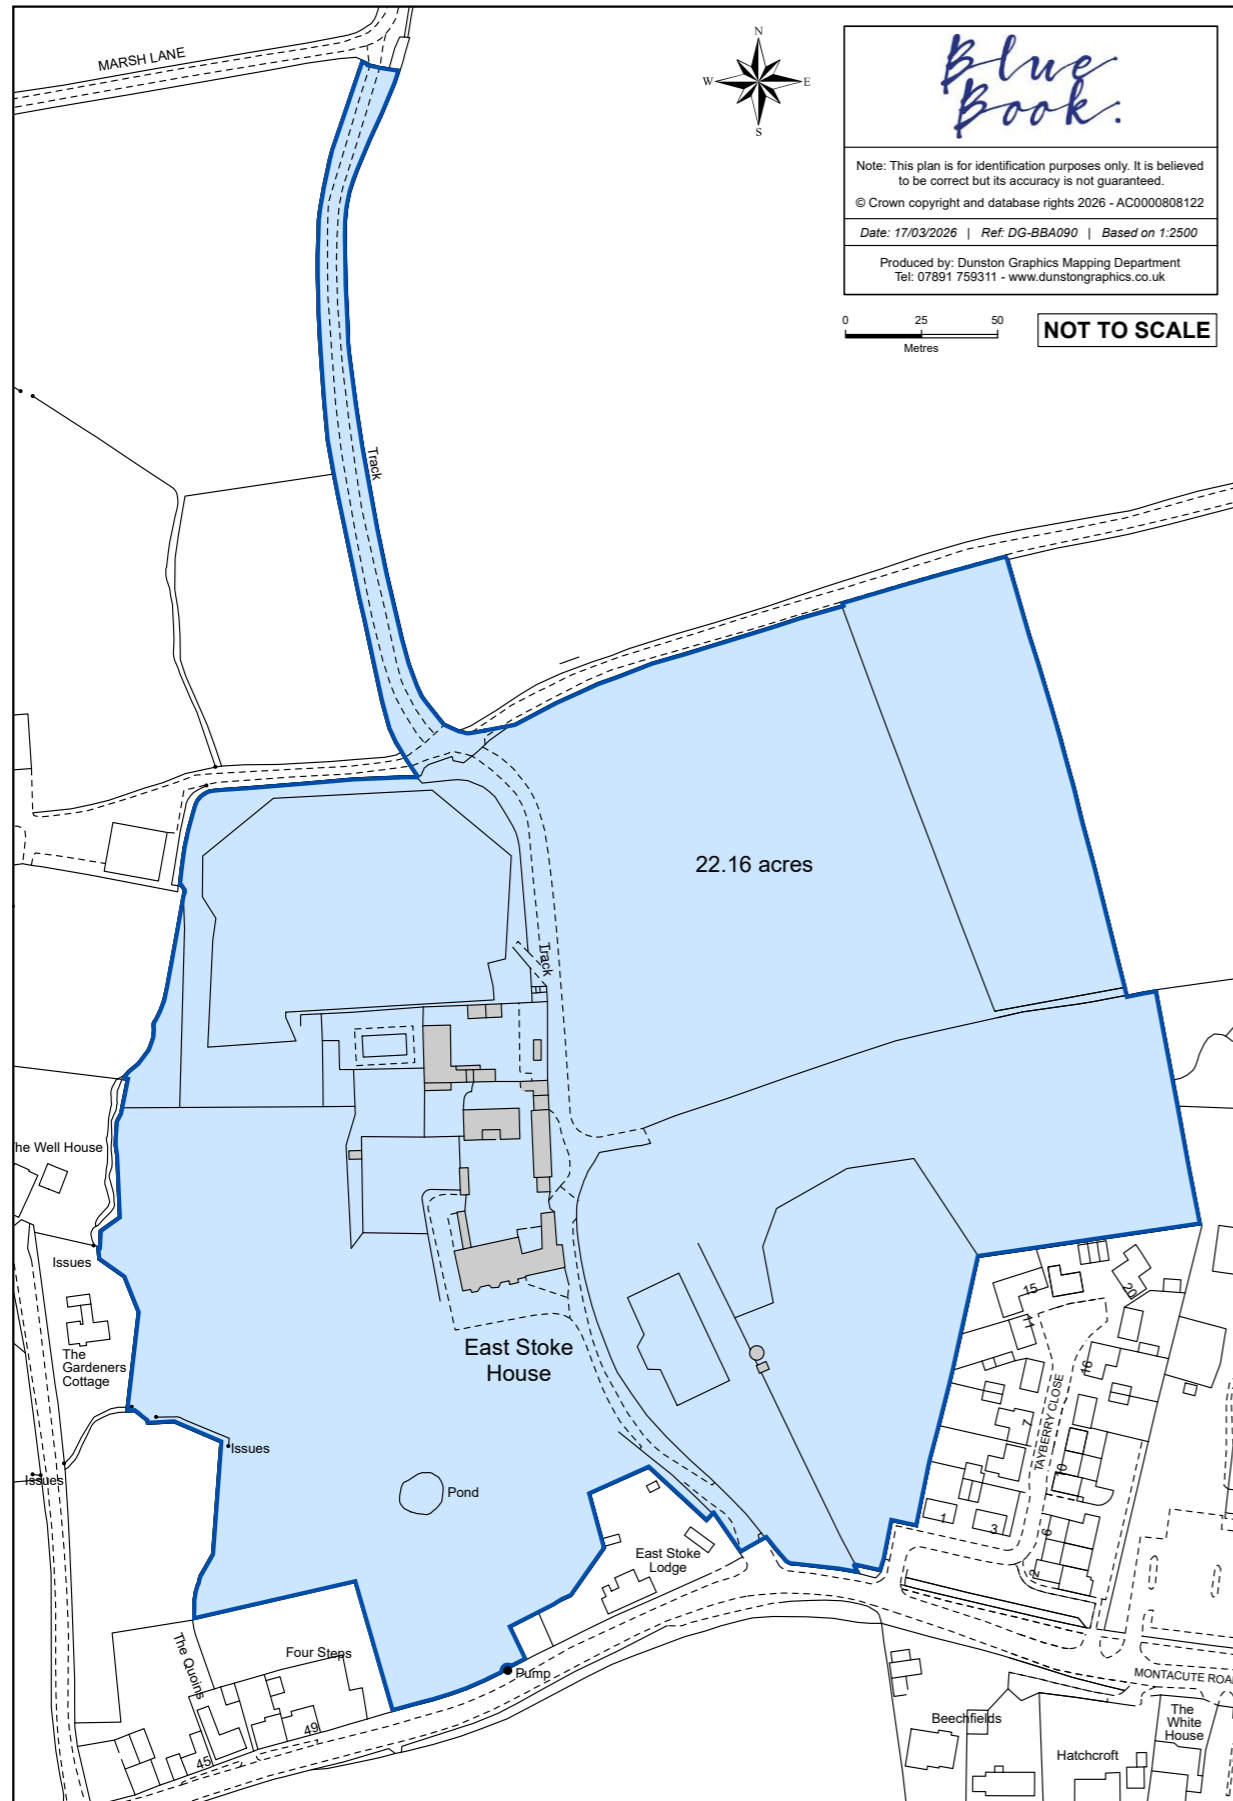 MARSH LANE
N
W
E
S
Blue
Book.
Note: This plan is for identification purposes only. It is believed
to be correct but its accuracy is not guaranteed.
© Crown copyright and database rights 2026 - AC0000808122
Date: 17/03/2026 | Ref: DG-BBA090 | Based on 1:2500
Produced by: Dunston Graphics Mapping Department
Tel: 07891 759311 - www.dunstongraphics.co.uk
0 25 50
Metres
NOT TO SCALE
Track
22.16 acres
Track
he Well House
Issues
The
Gardeners
Cottage
East Stoke
House
Issues
Issues
Pond
15
20
11
16
7
TAYBERRY CLOSE
10
1
3
6
2
East Stoke
Lodge
The Quoins
Four Steps
Pump
49
45
MONTACUTE ROA
Beechfields
The
White
House
Hatchcroft